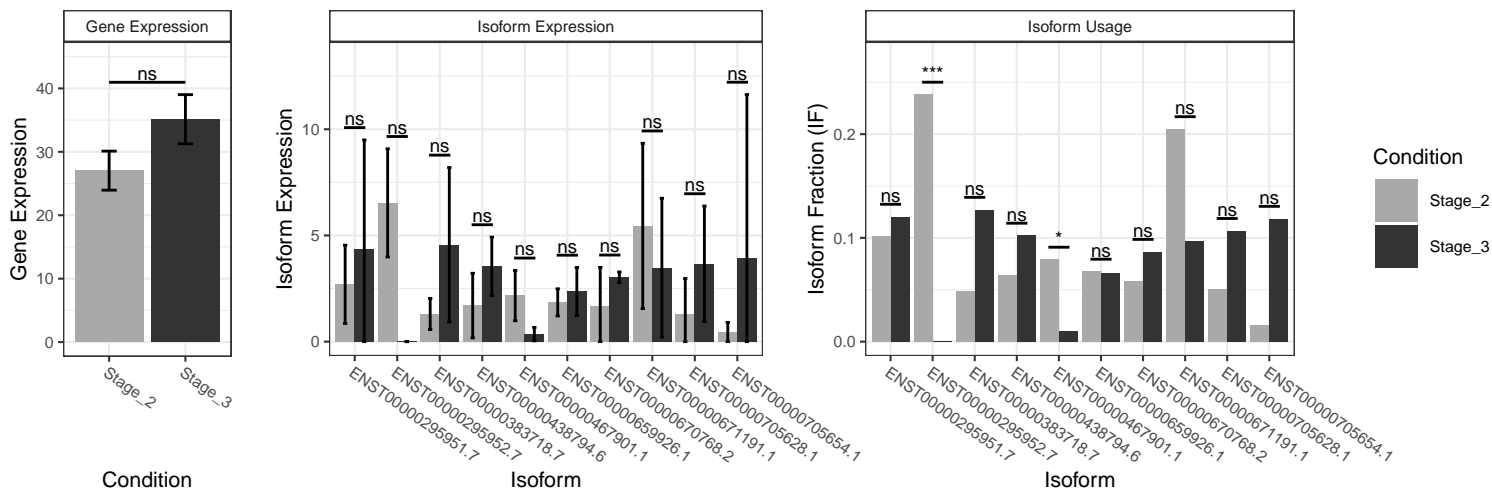 Gene Expression
Isoform Expression
Isoform Usage
Gene Expression
0
10
20
30
40
ns
Stage_2
Stage_3
Condition
Isoform Expression
0
5
10
ns
ns
ns
ns
ns
ns
ns
ns
ns
ns
ENST00000295951.7
ENST00000295952.7
ENST00000383718.7
ENST00000438794.6
ENST00000467901.1
ENST00000659926.1
ENST00000670768.2
ENST00000671191.1
ENST00000705628.1
ENST00000705654.1
Isoform
Isoform Fraction (IF)
0.0
0.1
0.2
ns
***
ns
ns
*
ns
ns
ns
ns
ns
ENST00000295951.7
ENST00000295952.7
ENST00000383718.7
ENST00000438794.6
ENST00000467901.1
ENST00000659926.1
ENST00000670768.2
ENST00000671191.1
ENST00000705628.1
ENST00000705654.1
Isoform
Condition
Stage_2
Stage_3